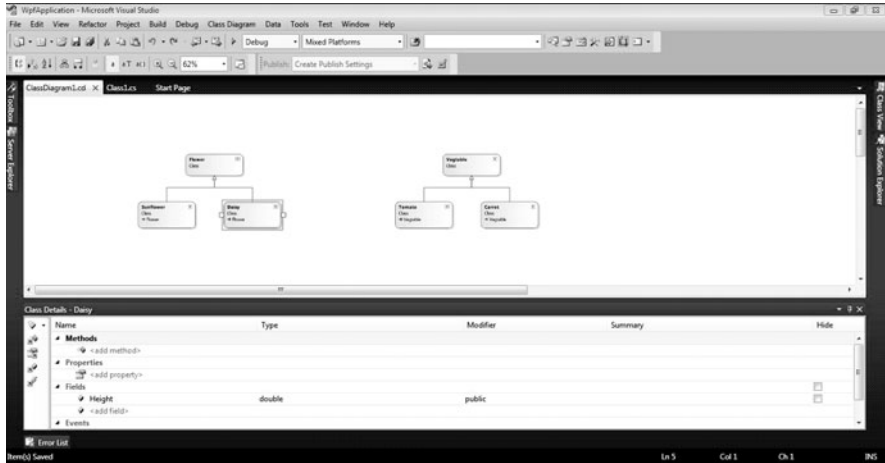 WpfApplication - Microsoft Visual Studio
File Edit View Refactor Project Build Debug Class Diagram Data Tools Test Window Help
Debug Mixed Platforms
62% Publish: Create Publish Settings
ClassDiagram1.cd Class1.cs Start Page
Toolbox
Server Explorer
Class View
Solution Explorer
Flower
Class
Vegtable
Class
Sunflower
Class
Flower
Daisy
Class
Flower
Tomato
Class
Vegtable
Carrot
Class
Vegtable
Class Details - Daisy
Name Type Modifier Summary Hide
Methods
<add method>
Properties
<add property>
Fields
Height double public
<add field>
Events
Error List
Item(s) Saved Ln 5 Col 1 Ch 1 INS